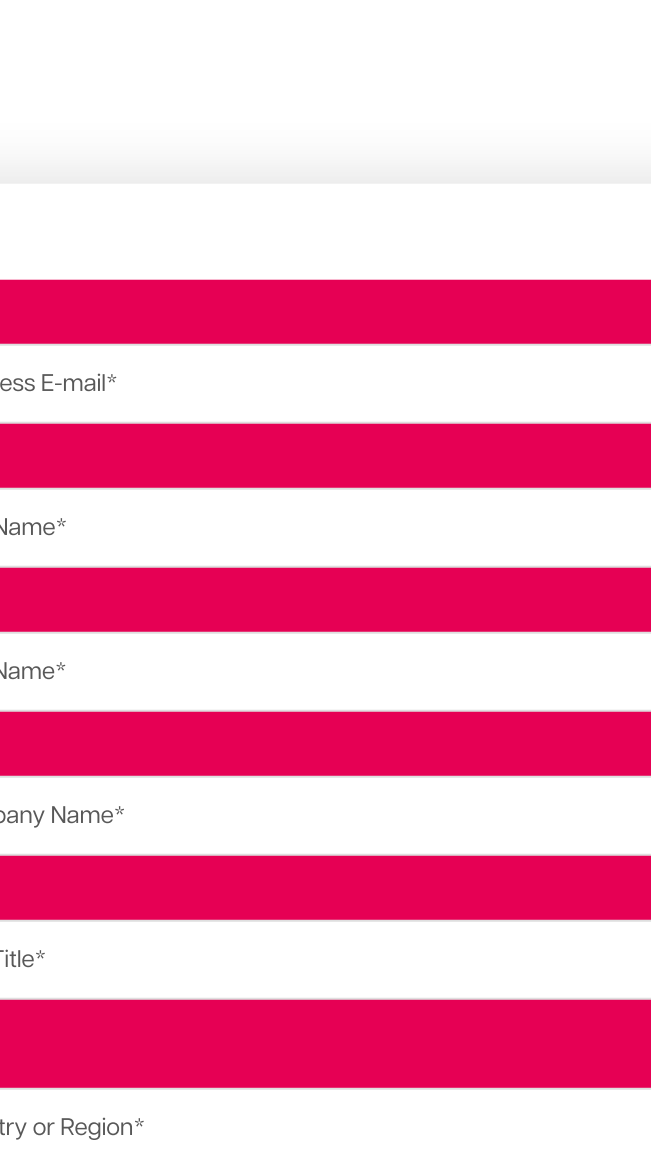 ess E-mail*
Name*
Name*
pany Name*
Title*
try or Region*